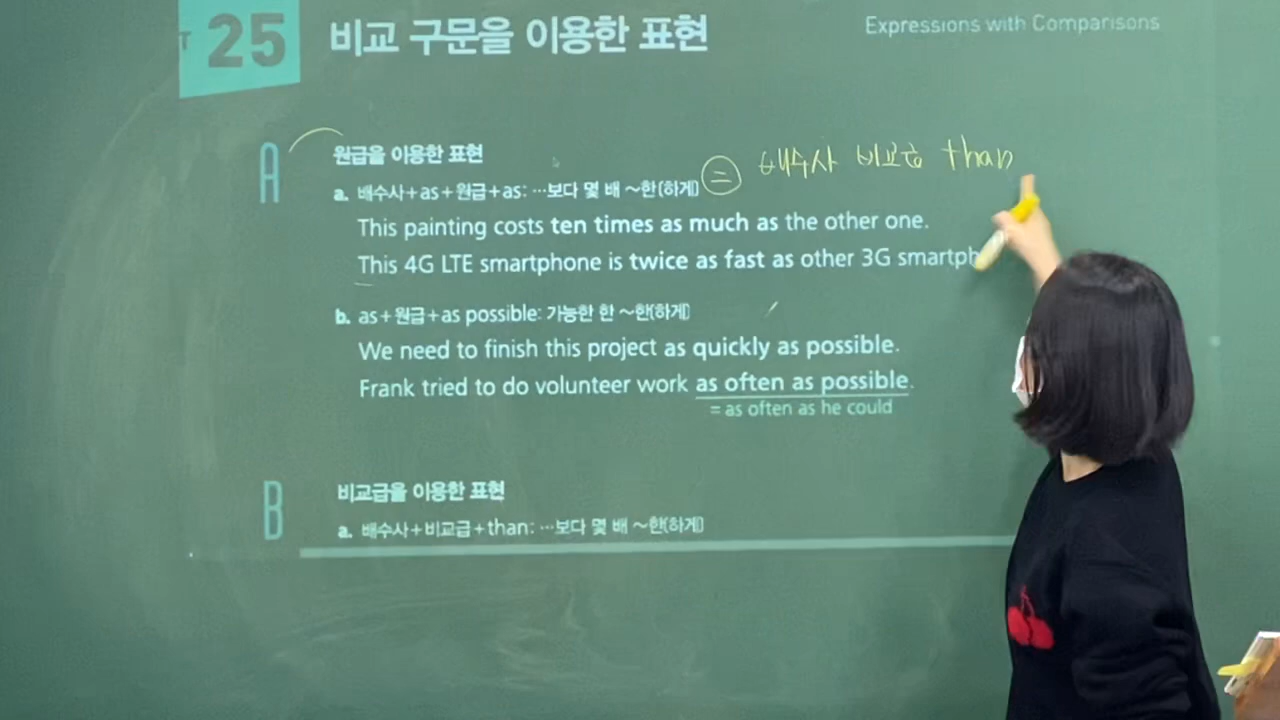 25 비교 구문을 이용한 표현 Expressions with Comparisons
A 원급을 이용한 표현
a. 배수사+as+원급+as: …보다 몇 배 ~한(하게) = 배수사 비교급 than
This painting costs ten times as much as the other one.
This 4G LTE smartphone is twice as fast as other 3G smartph
b. as+원급+as possible: 가능한 한 ~한(하게)
We need to finish this project as quickly as possible.
Frank tried to do volunteer work as often as possible.
= as often as he could
B 비교급을 이용한 표현
a. 배수사+비교급+than: …보다 몇 배 ~한(하게)